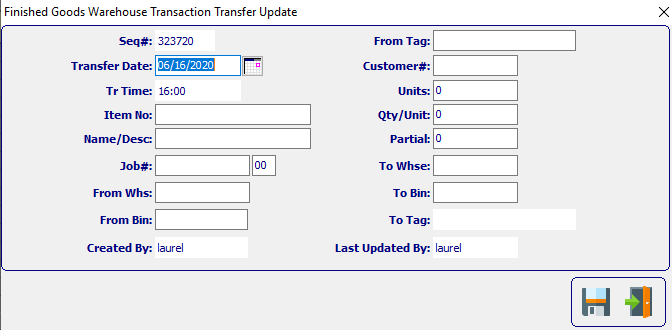 Finished Goods Warehouse Transaction Transfer Update
Seq#: 323720
From Tag:
Transfer Date: 06/16/2020
Customer#:
Tr Time: 16:00
Units: 0
Item No:
Qty/Unit: 0
Name/Desc:
Partial: 0
Job#: 00
To Whse:
From Whs:
To Bin:
From Bin:
To Tag:
Created By: laurel
Last Updated By: laurel